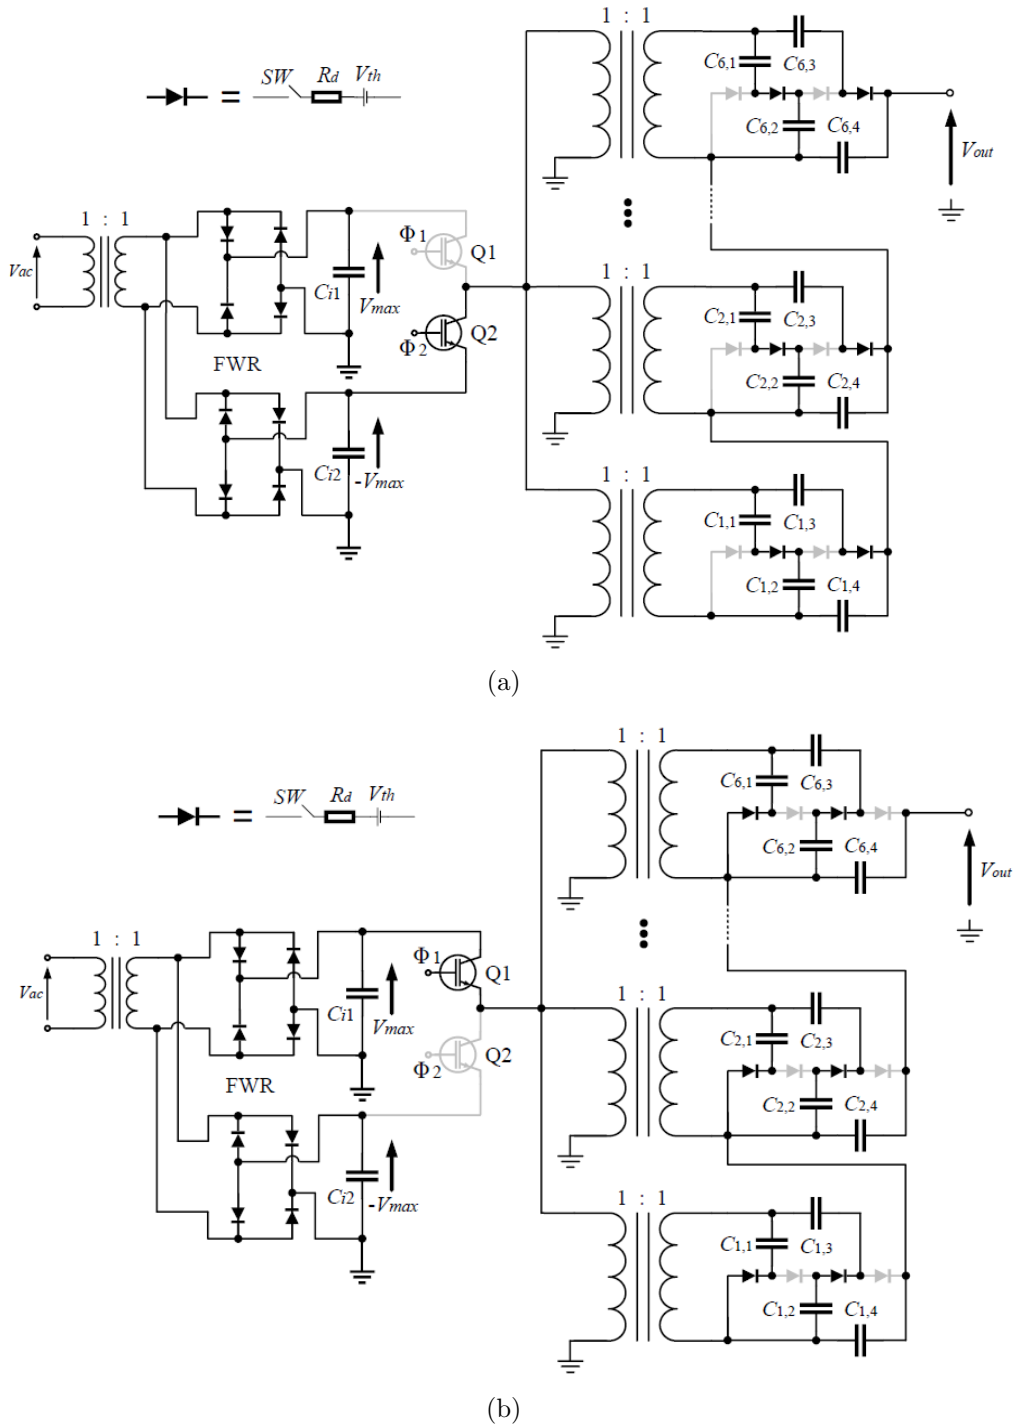 1 : 1
SW Rd Vth
=
C6,1 C6,3
C6,2 C6,4
Vout
1 : 1
Vac
Φ1 Q1
Ci1 Vmax
Φ2 Q2
FWR
1 : 1
C2,1 C2,3
C2,2 C2,4
Ci2 -Vmax
1 : 1
C1,1 C1,3
C1,2 C1,4
(a)
1 : 1
SW Rd Vth
=
C6,1 C6,3
C6,2 C6,4
Vout
1 : 1
Vac
Φ1 Q1
Ci1 Vmax
Φ2 Q2
FWR
1 : 1
C2,1 C2,3
C2,2 C2,4
Ci2 -Vmax
1 : 1
C1,1 C1,3
C1,2 C1,4
(b)